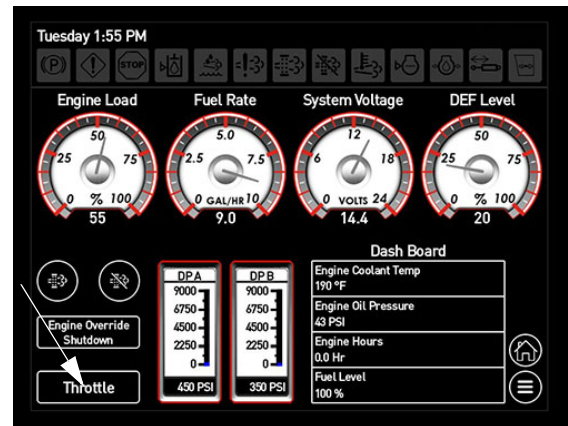 Tuesday 1:55 PM
(P) STOP
Engine Load Fuel Rate System Voltage DEF Level
50 5.0 12 50
25 75 2.5 7.5 6 18 25 75
0 % 100 0 GAL/HR 10 0 VOLTS 24 0 % 100
55 9.0 14.4 20
Dash Board
DP A DP B
9000 9000
6750 6750
4500 4500
2250 2250
0 0
450 PSI 350 PSI
Engine Coolant Temp
190 °F
Engine Oil Pressure
43 PSI
Engine Hours
0.0 Hr
Fuel Level
100 %
Engine Override
Shutdown
Throttle